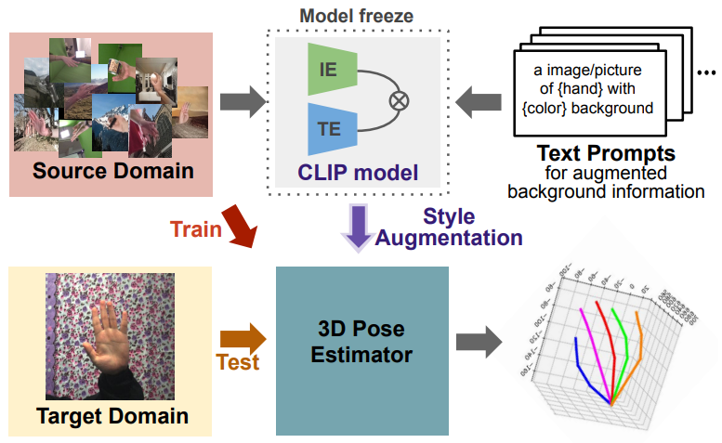 Model freeze
IE
TE
CLIP model
Source Domain
a image/picture
of {hand} with
{color} background
...
Text Prompts
for augmented
background information
Train
Style
Augmentation
Target Domain
Test
3D Pose
Estimator